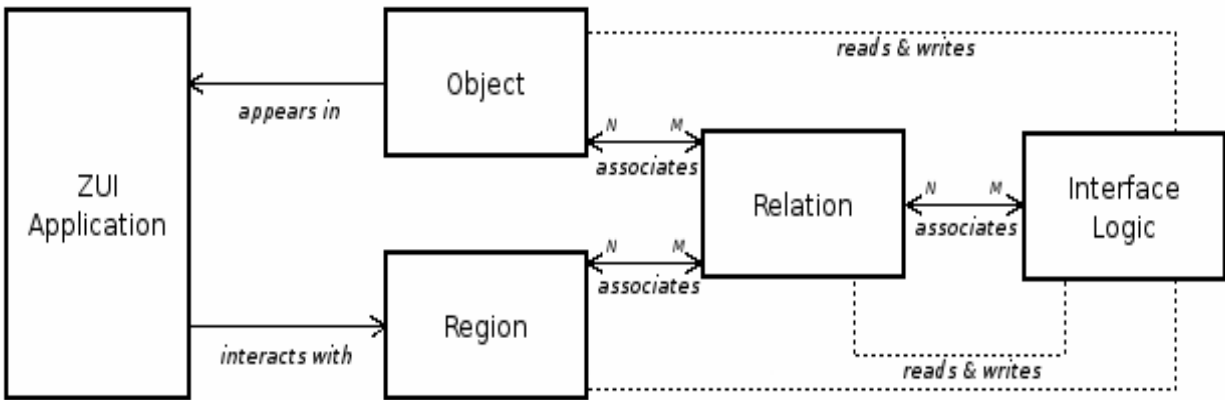 Object
reads & writes
appears in
N M
associates
ZUI
Application
Relation
N M
associates
Interface
Logic
N M
associates
Region
interacts with
reads & writes